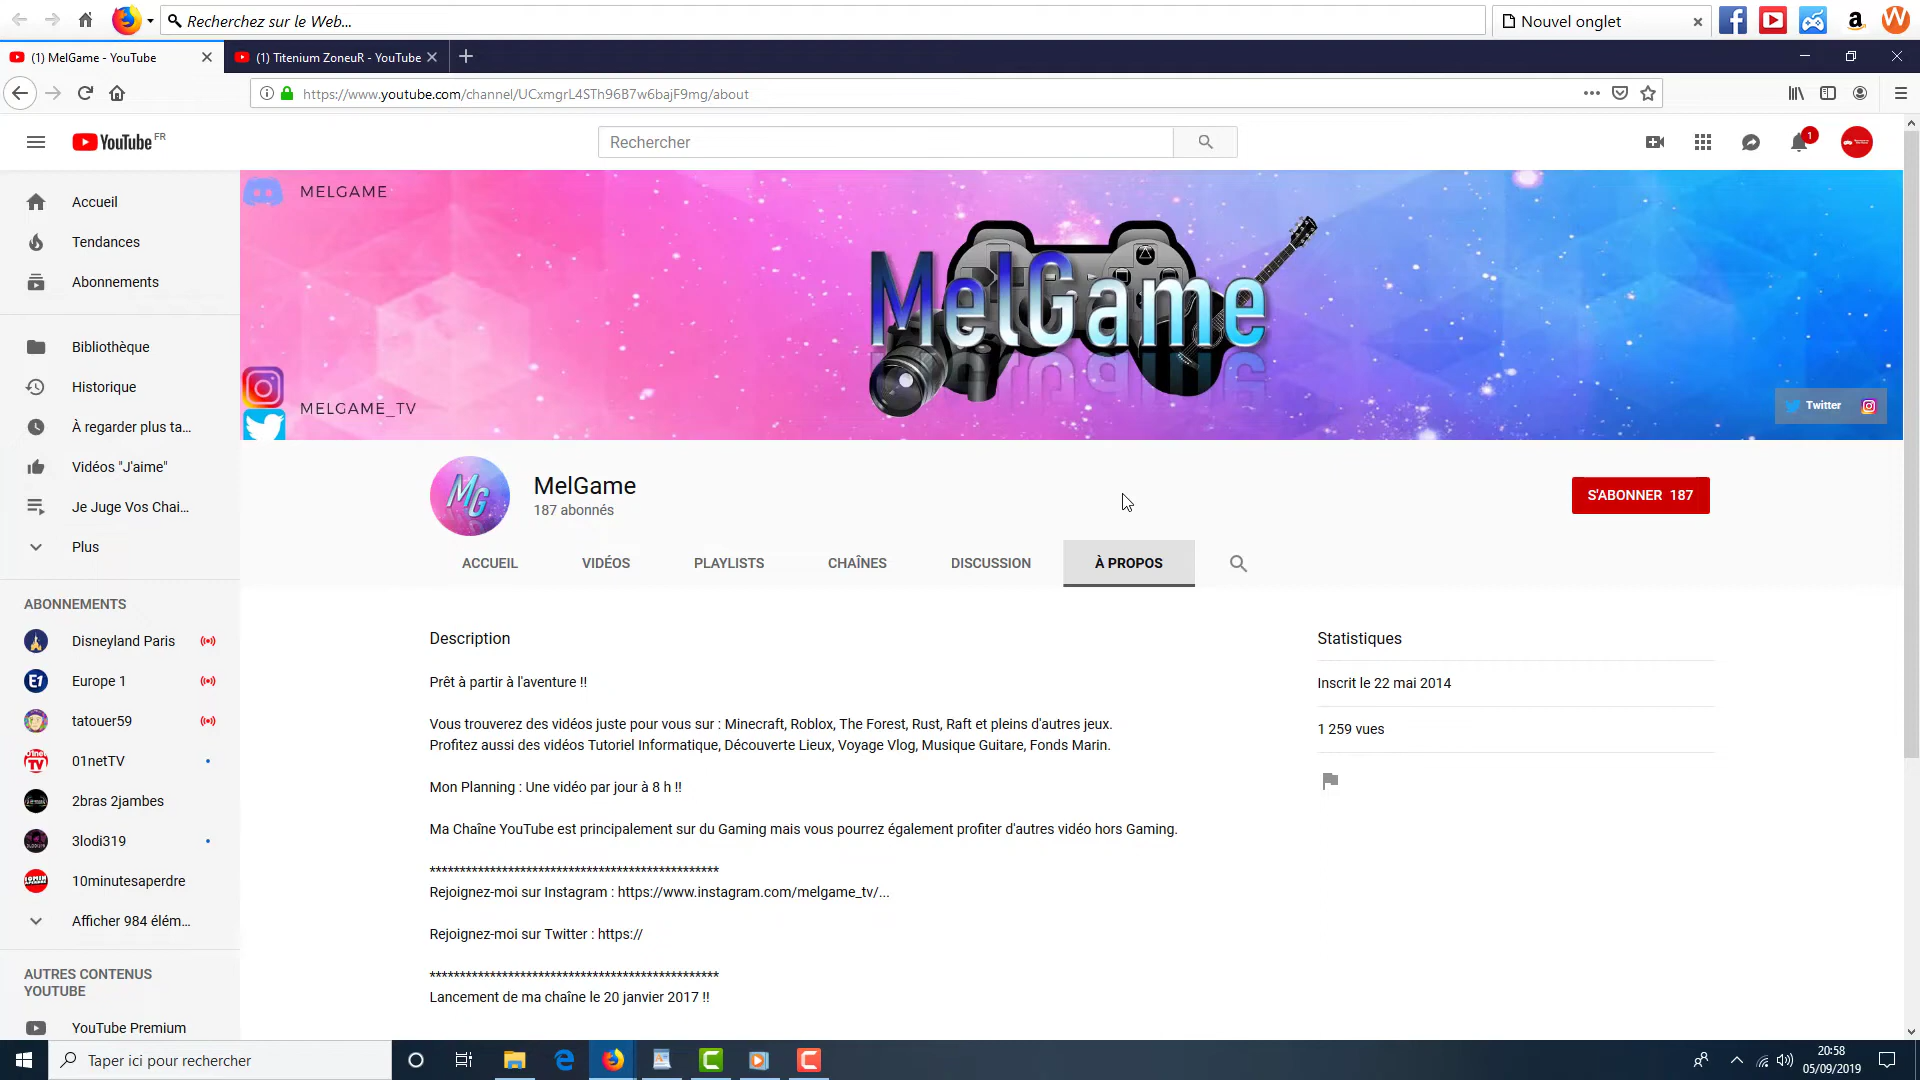 Recherchez sur le Web...
Nouvel onglet
(1) MelGame - YouTube
(1) Titenium ZoneuR - YouTube
https://www.youtube.com/channel/UCxmgrL4STh96B7w6bajF9mg/about
YouTube FR
Rechercher
1
Accueil
Tendances
Abonnements
Bibliothèque
Historique
À regarder plus ta...
Vidéos "J'aime"
Je Juge Vos Chai...
Plus
ABONNEMENTS
Disneyland Paris
Europe 1
tatouer59
01netTV
2bras 2jambes
3lodi319
10minutesaperdre
Afficher 984 élém...
AUTRES CONTENUS
YOUTUBE
YouTube Premium
MELGAME
MelGame
MELGAME_TV
Twitter
MG
MelGame
187 abonnés
S'ABONNER 187
ACCUEIL
VIDÉOS
PLAYLISTS
CHAÎNES
DISCUSSION
À PROPOS
Description
Prêt à partir à l'aventure !!
Vous trouverez des vidéos juste pour vous sur : Minecraft, Roblox, The Forest, Rust, Raft et pleins d'autres jeux.
Profitez aussi des vidéos Tutoriel Informatique, Découverte Lieux, Voyage Vlog, Musique Guitare, Fonds Marin.
Mon Planning : Une vidéo par jour à 8 h !!
Ma Chaîne YouTube est principalement sur du Gaming mais vous pourrez également profiter d'autres vidéo hors Gaming.
************************************************
Rejoignez-moi sur Instagram : https://www.instagram.com/melgame_tv/...
Rejoignez-moi sur Twitter : https://
************************************************
Lancement de ma chaîne le 20 janvier 2017 !!
Statistiques
Inscrit le 22 mai 2014
1 259 vues
Taper ici pour rechercher
20:58
05/09/2019